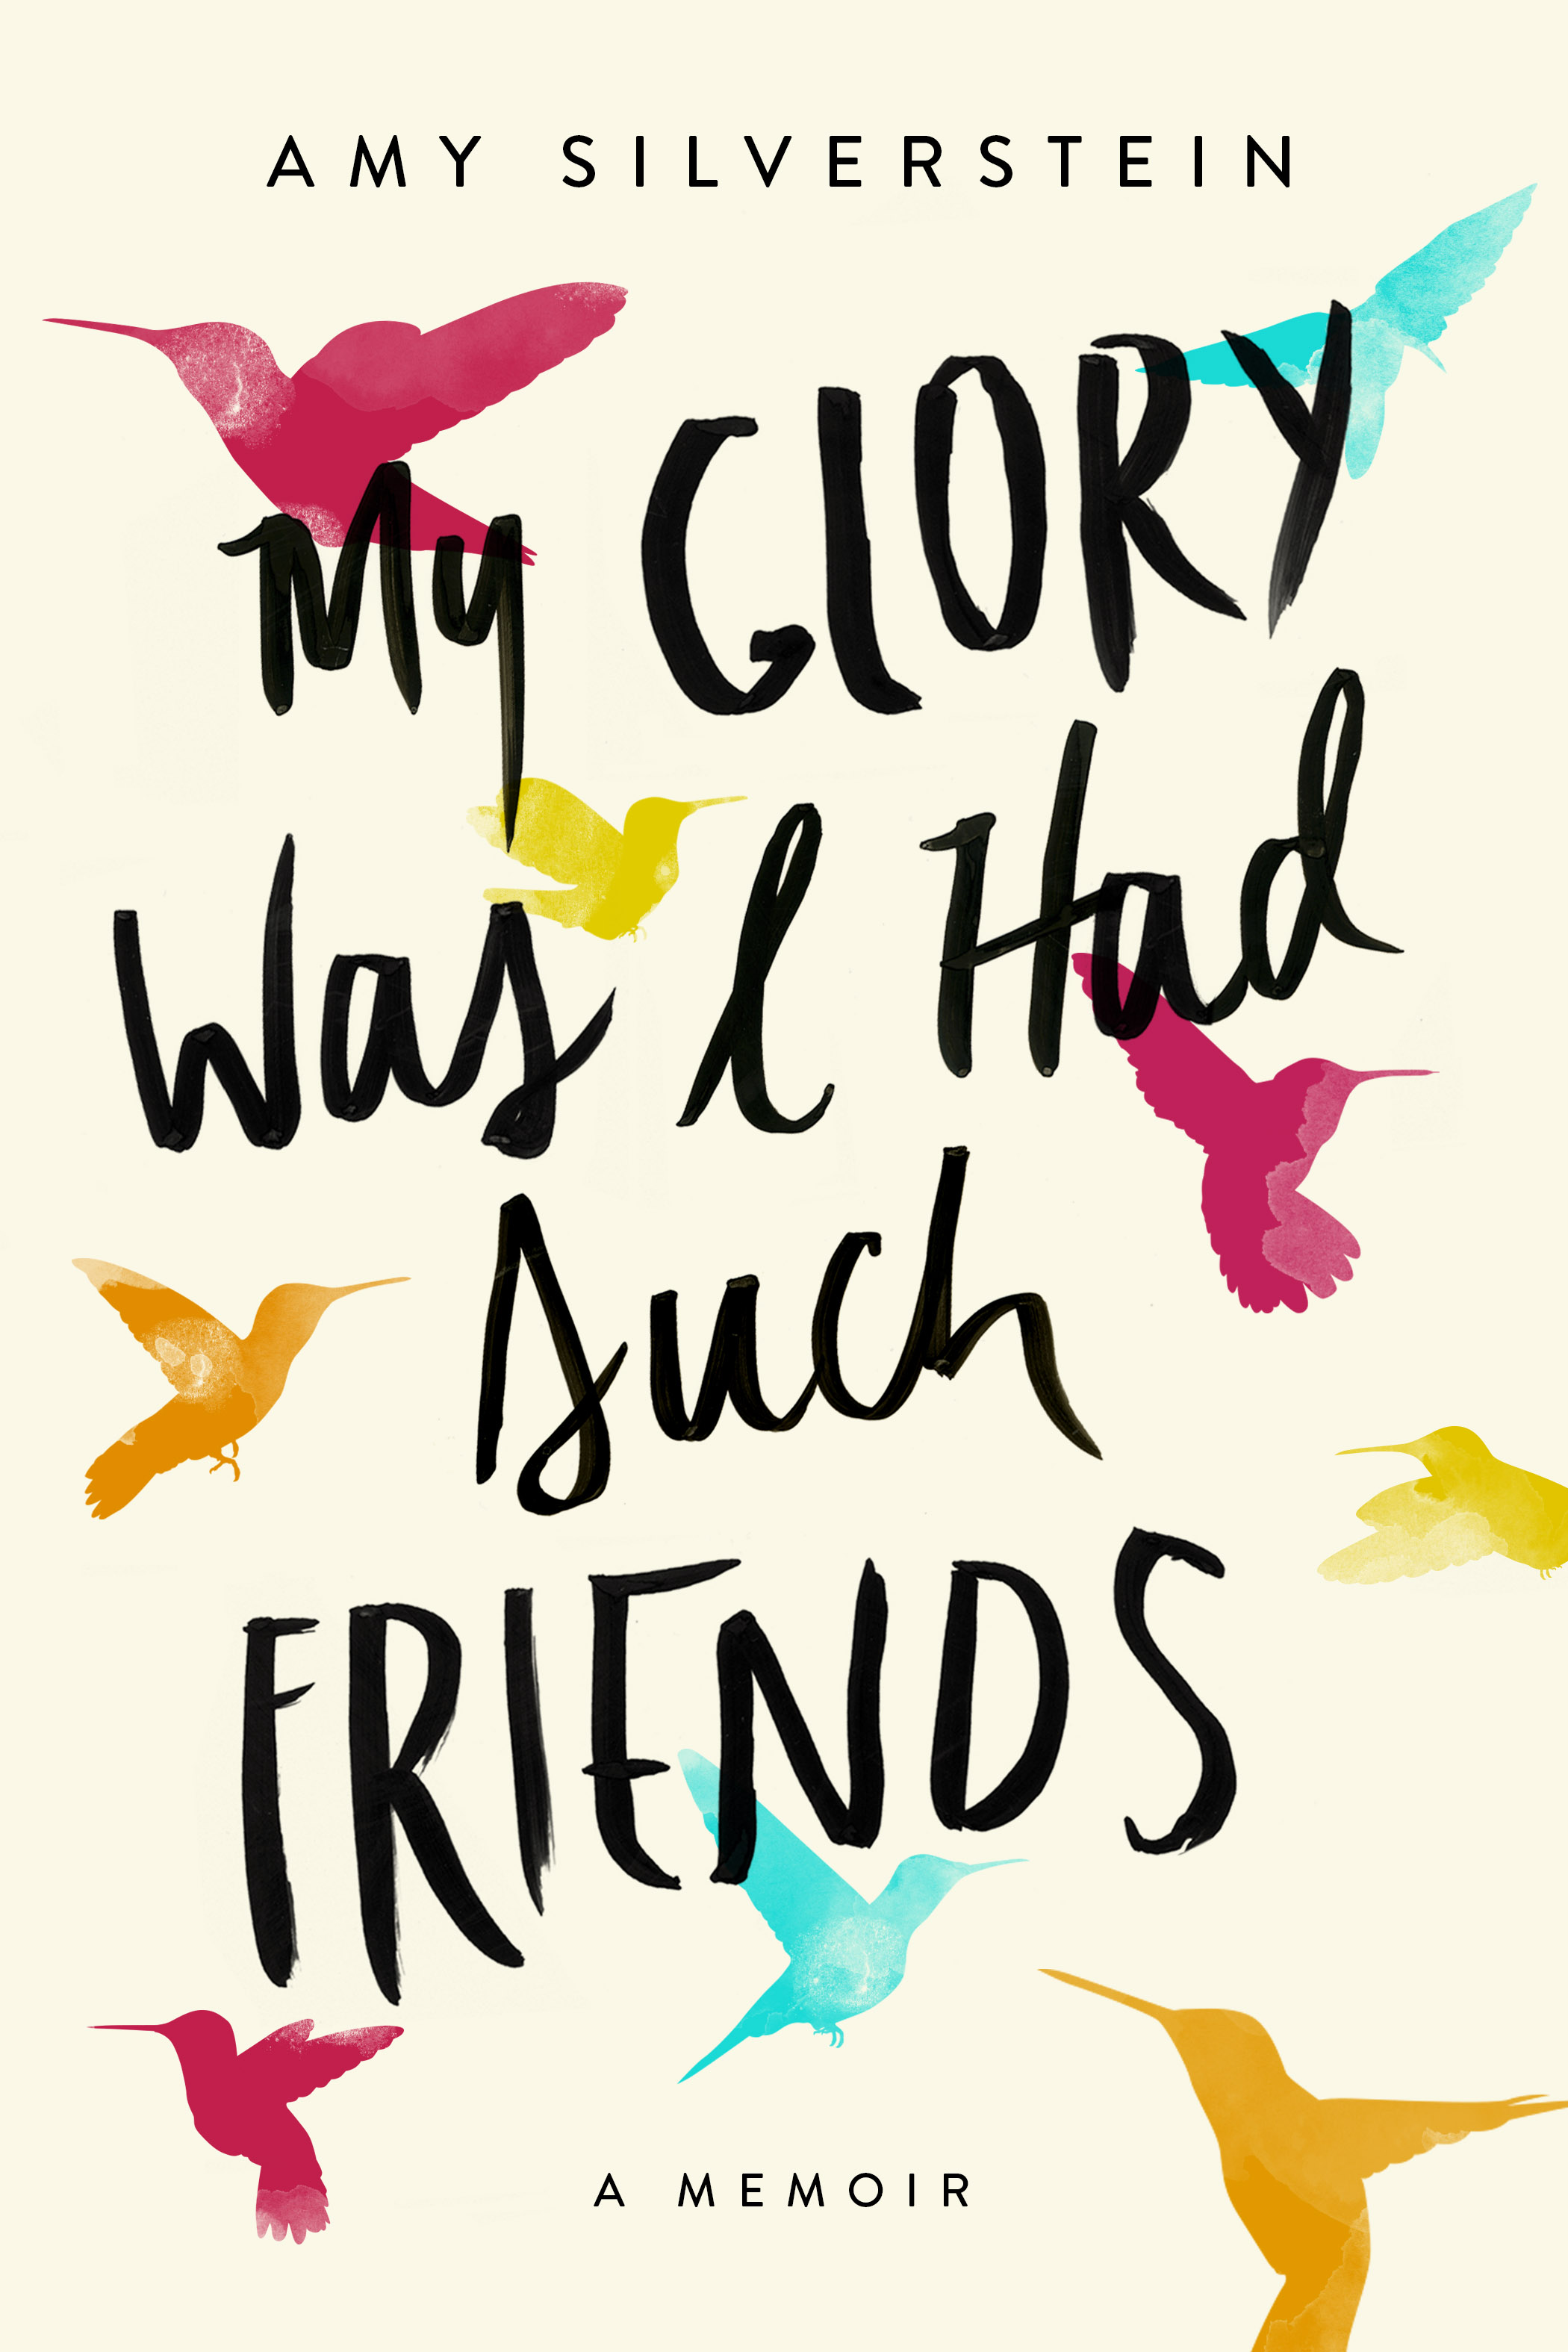 AMY SILVERSTEIN
My GLORY
Was I Had
Such
FRIENDS
A MEMOIR